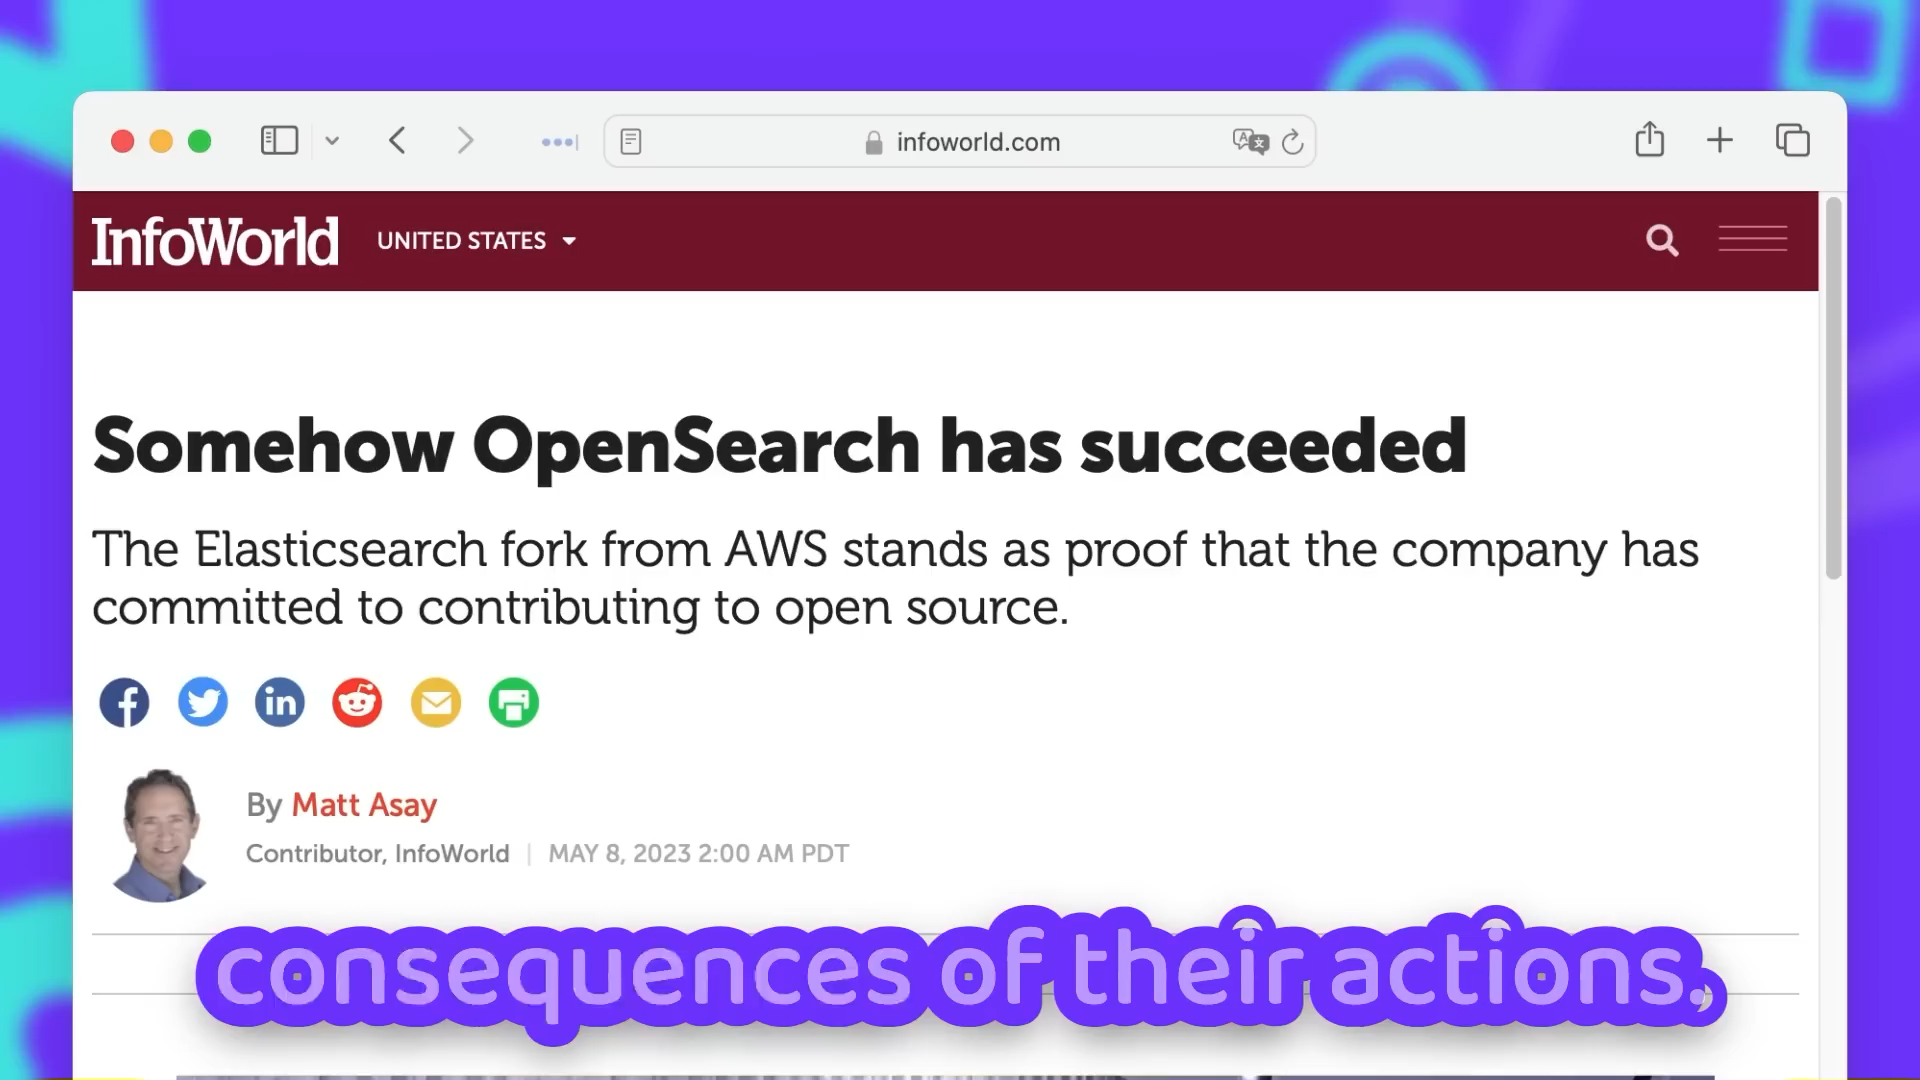 infoworld.com
InfoWorld
UNITED STATES
Somehow OpenSearch has succeeded
The Elasticsearch fork from AWS stands as proof that the company has
committed to contributing to open source.
By Matt Asay
Contributor, InfoWorld | MAY 8, 2023 2:00 AM PDT
consequences of their actions,